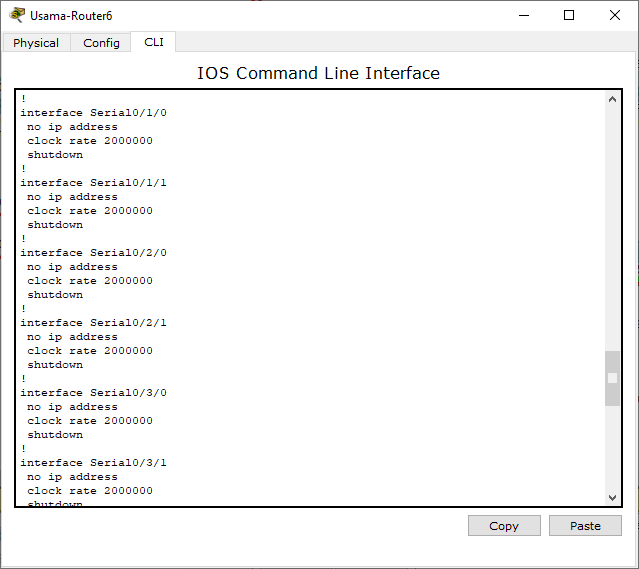 Usama-Router6
Physical Config CLI
IOS Command Line Interface
!
interface Serial0/1/0
 no ip address
 clock rate 2000000
 shutdown
!
interface Serial0/1/1
 no ip address
 clock rate 2000000
 shutdown
!
interface Serial0/2/0
 no ip address
 clock rate 2000000
 shutdown
!
interface Serial0/2/1
 no ip address
 clock rate 2000000
 shutdown
!
interface Serial0/3/0
 no ip address
 clock rate 2000000
 shutdown
!
interface Serial0/3/1
 no ip address
 clock rate 2000000
 shutdown
Copy Paste